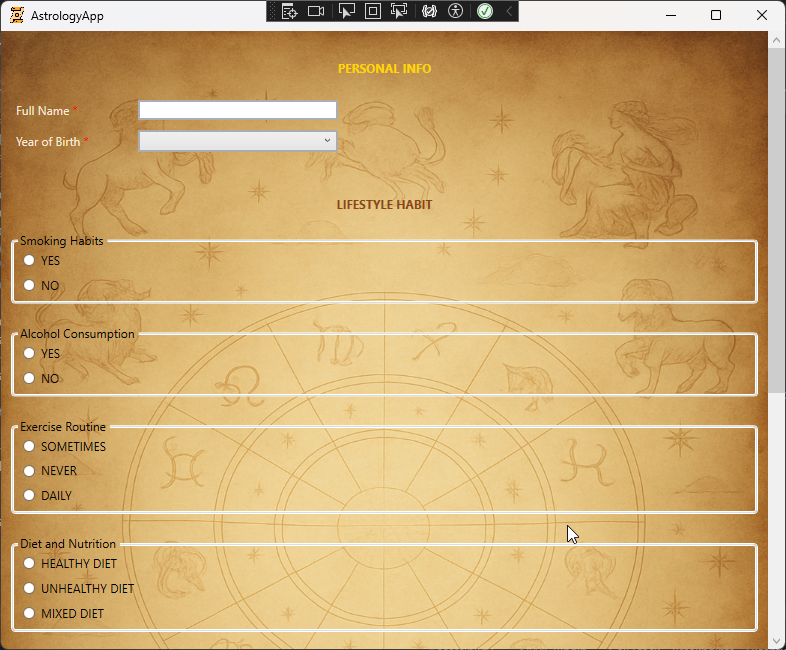 AstrologyApp
PERSONAL INFO
Full Name *
Year of Birth *
LIFESTYLE HABIT
Smoking Habits
YES
NO
Alcohol Consumption
YES
NO
Exercise Routine
SOMETIMES
NEVER
DAILY
Diet and Nutrition
HEALTHY DIET
UNHEALTHY DIET
MIXED DIET